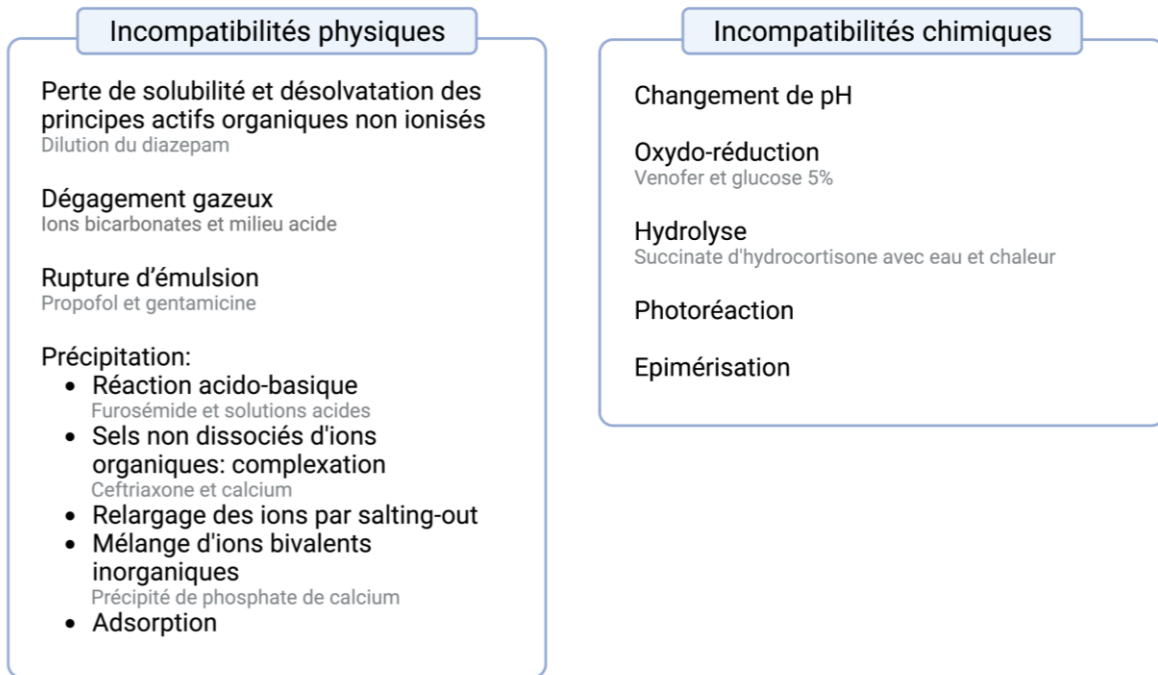 Incompatibilités physiques
Perte de solubilité et désolvatation des
principes actifs organiques non ionisés
Dilution du diazepam
Dégagement gazeux
Ions bicarbonates et milieu acide
Rupture d'émulsion
Propofol et gentamicine
Précipitation:
• Réaction acido-basique
Furosémide et solutions acides
• Sels non dissociés d'ions
organiques: complexation
Ceftriaxone et calcium
• Relargage des ions par salting-out
• Mélange d'ions bivalents
inorganiques
Précipité de phosphate de calcium
• Adsorption
Incompatibilités chimiques
Changement de pH
Oxydo-réduction
Venofer et glucose 5%
Hydrolyse
Succinate d'hydrocortisone avec eau et chaleur
Photoréaction
Epimérisation